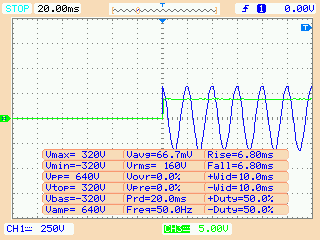 STOP 20.00ms 1 0.00V
T
Vmax= 320V Vavg=66.7mV Rise=6.80ms
Vmin=-320V Vrms= 160V Fall=6.80ms
Vpp= 640V Vovr=0.0% +Wid=10.0ms
Vtop= 320V Vpre=0.0% -Wid=10.0ms
Vbas=-320V Prd=20.0ms +Duty=50.0%
Vamp= 640V Freq=50.0Hz -Duty=50.0%
CH1 250V CH3 5.00V